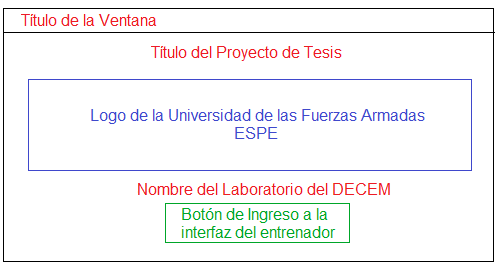 Título de la Ventana
Título del Proyecto de Tesis
Logo de la Universidad de las Fuerzas Armadas
ESPE
Nombre del Laboratorio del DECEM
Botón de Ingreso a la
interfaz del entrenador